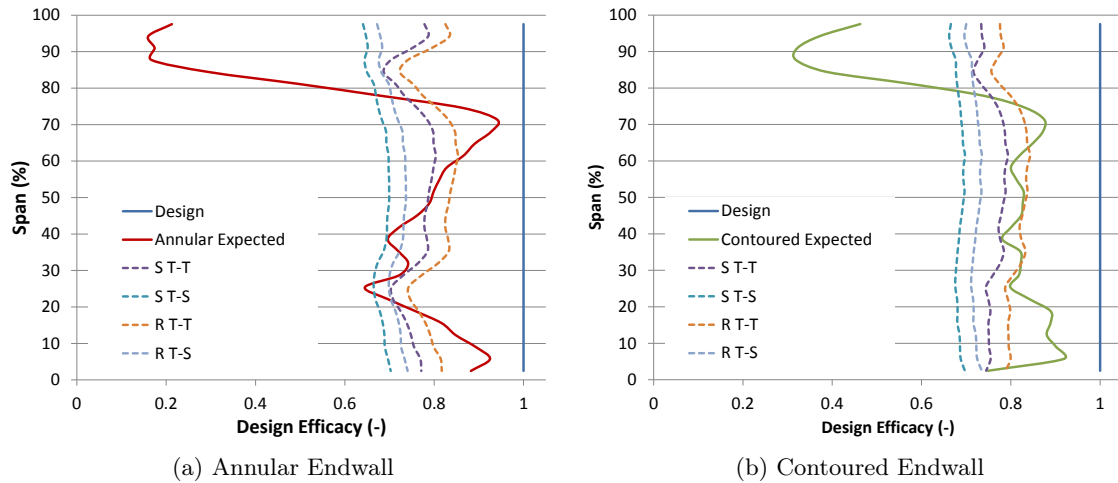 100
90
80
70
60
50
40
30
20
10
0
Span (%)
Design
Annular Expected
S T-T
S T-S
R T-T
R T-S
0 0.2 0.4 0.6 0.8 1
Design Efficacy (-)
(a) Annular Endwall
100
90
80
70
60
50
40
30
20
10
0
Span (%)
Design
Contoured Expected
S T-T
S T-S
R T-T
R T-S
0 0.2 0.4 0.6 0.8 1
Design Efficacy (-)
(b) Contoured Endwall